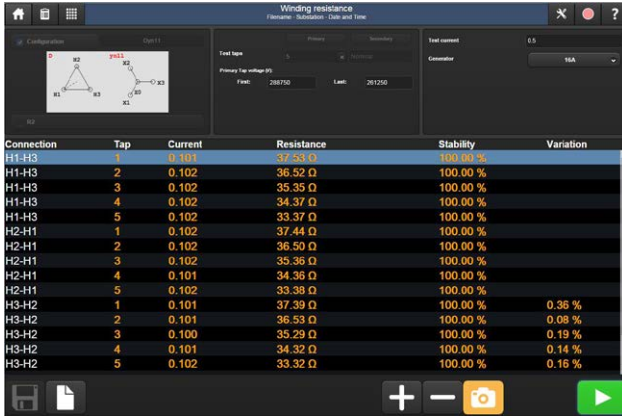 Winding resistance
Filename - Substation - Date and Time
?
Configuration
Dyn11
D
H2
H1
H3
yn11
X2
X3
X0
X1
Test taps
Primary
Secondary
5
Normal
Primary Tap voltage (V):
First: 288750 Last: 261250
Test current 0.5
Generator 16A
Connection Tap Current Resistance Stability Variation
H1-H3 1 0.101 37.53 Ω 100.00 %
H1-H3 2 0.102 36.52 Ω 100.00 %
H1-H3 3 0.102 35.35 Ω 100.00 %
H1-H3 4 0.102 34.37 Ω 100.00 %
H1-H3 5 0.102 33.37 Ω 100.00 %
H2-H1 1 0.102 37.44 Ω 100.00 %
H2-H1 2 0.102 36.50 Ω 100.00 %
H2-H1 3 0.102 35.36 Ω 100.00 %
H2-H1 4 0.101 34.36 Ω 100.00 %
H2-H1 5 0.102 33.38 Ω 100.00 %
H3-H2 1 0.101 37.39 Ω 100.00 % 0.36 %
H3-H2 2 0.101 36.53 Ω 100.00 % 0.08 %
H3-H2 3 0.100 35.29 Ω 100.00 % 0.19 %
H3-H2 4 0.101 34.32 Ω 100.00 % 0.14 %
H3-H2 5 0.102 33.32 Ω 100.00 % 0.16 %